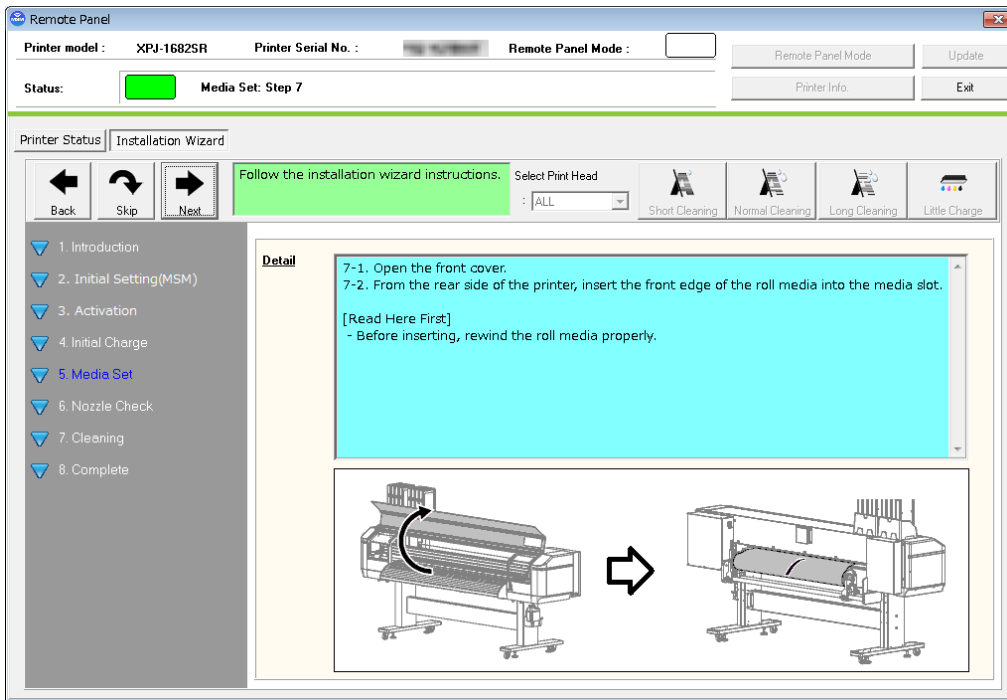 Remote Panel
Printer model : XPJ-1682SR Printer Serial No. : Remote Panel Mode :
Remote Panel Mode Update
Status: Media Set: Step 7
Printer Info. Exit
Printer Status Installation Wizard
Follow the installation wizard instructions.
Select Print Head
: ALL
Back Skip Next
Short Cleaning Normal Cleaning Long Cleaning Little Charge
1. Introduction
2. Initial Setting(MSM)
3. Activation
4. Initial Charge
5. Media Set
6. Nozzle Check
7. Cleaning
8. Complete
Detail
7-1. Open the front cover.
7-2. From the rear side of the printer, insert the front edge of the roll media into the media slot.
[Read Here First]
- Before inserting, rewind the roll media properly.